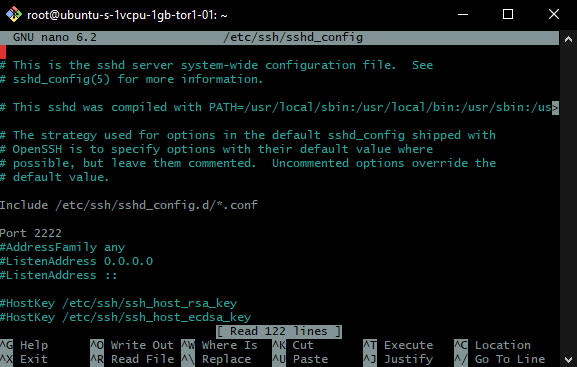 root@ubuntu-s-1vcpu-1gb-tor1-01: ~
GNU nano 6.2 /etc/ssh/sshd_config
# This is the sshd server system-wide configuration file.  See
# sshd_config(5) for more information.
# This sshd was compiled with PATH=/usr/local/sbin:/usr/local/bin:/usr/sbin:/us>
# The strategy used for options in the default sshd_config shipped with
# OpenSSH is to specify options with their default value where
# possible, but leave them commented.  Uncommented options override the
# default value.
Include /etc/ssh/sshd_config.d/*.conf
Port 2222
#AddressFamily any
#ListenAddress 0.0.0.0
#ListenAddress ::
#HostKey /etc/ssh/ssh_host_rsa_key
#HostKey /etc/ssh/ssh_host_ecdsa_key
[ Read 122 lines ]
^G Help ^O Write Out ^W Where Is ^K Cut ^T Execute ^C Location
^X Exit ^R Read File ^\ Replace ^U Paste ^J Justify ^/ Go To Line